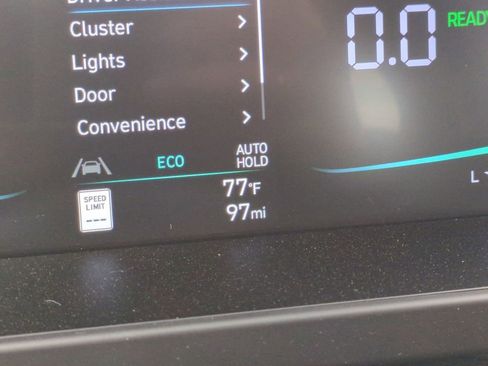 Cluster >
Lights >
Door >
Convenience >
0.0 READY
ECO
AUTO
HOLD
SPEED
LIMIT
---
77°F
97mi
L